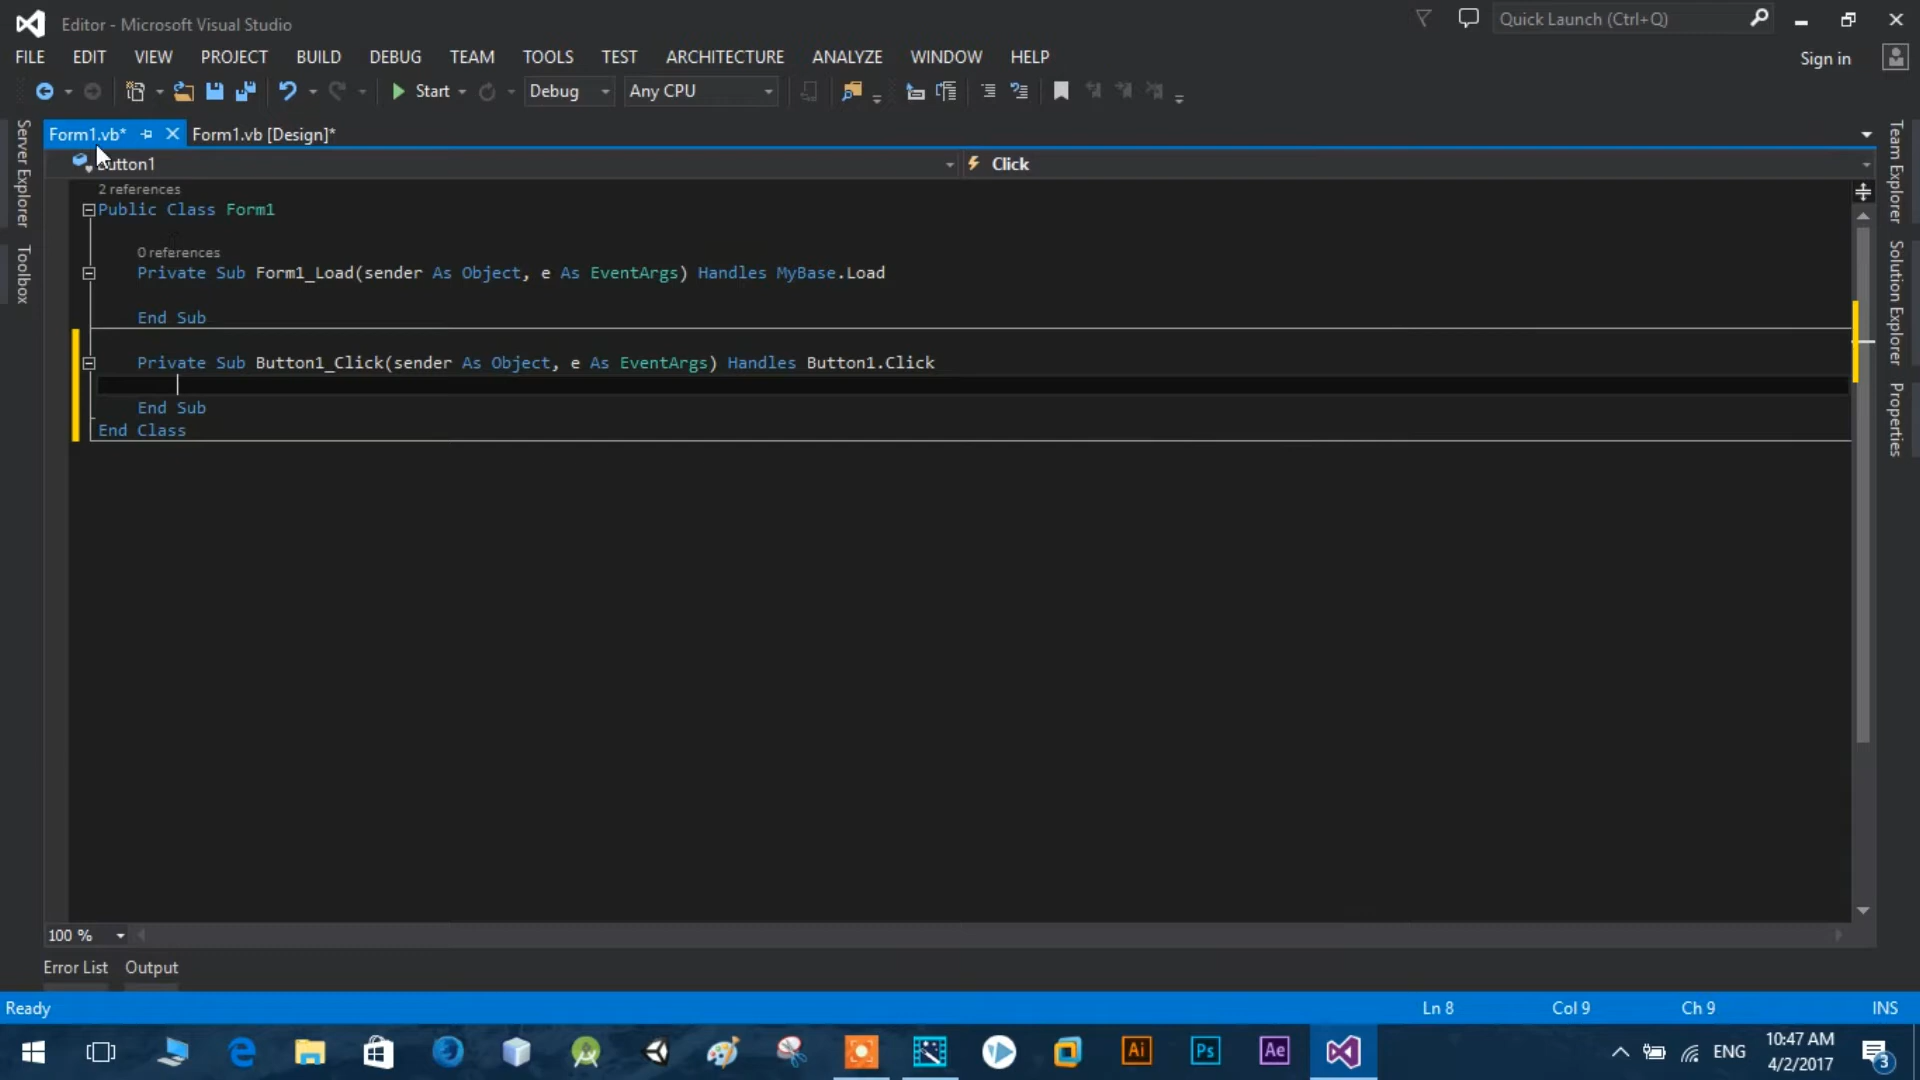 Editor - Microsoft Visual Studio
Quick Launch (Ctrl+Q)
FILE EDIT VIEW PROJECT BUILD DEBUG TEAM TOOLS TEST ARCHITECTURE ANALYZE WINDOW HELP
Sign in
Start Debug Any CPU
Form1.vb* Form1.vb [Design]*
Click
2 references
Public Class Form1
0 references
Private Sub Form1_Load(sender As Object, e As EventArgs) Handles MyBase.Load
End Sub
Private Sub Button1_Click(sender As Object, e As EventArgs) Handles Button1.Click
End Sub
End Class
Server Explorer
Toolbox
Team Explorer
Solution Explorer
Properties
100 %
Error List Output
Ready Ln 8 Col 9 Ch 9 INS
Ai Ps Ae ENG 10:47 AM
4/2/2017 3